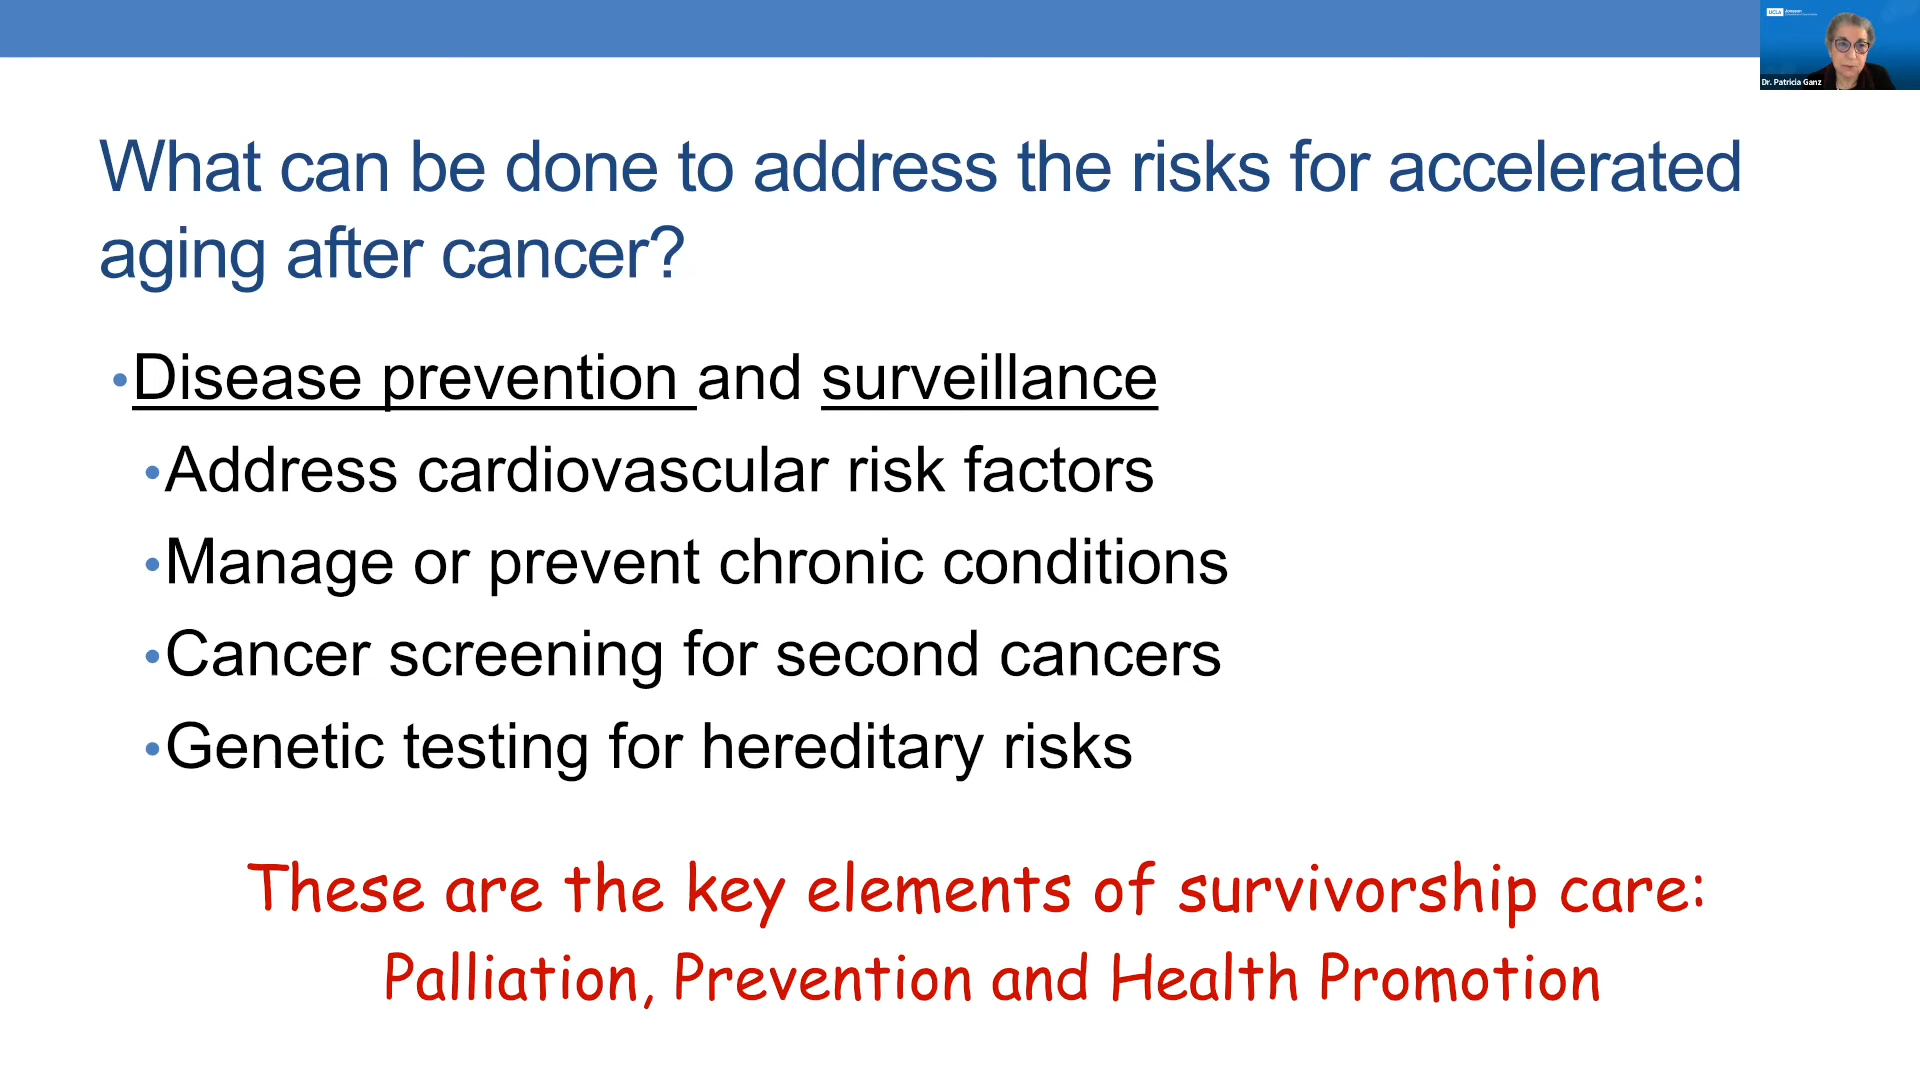 UCLA Jonsson
Dr. Patricia Ganz
What can be done to address the risks for accelerated
aging after cancer?
•Disease prevention and surveillance
•Address cardiovascular risk factors
•Manage or prevent chronic conditions
•Cancer screening for second cancers
•Genetic testing for hereditary risks
These are the key elements of survivorship care:
Palliation, Prevention and Health Promotion